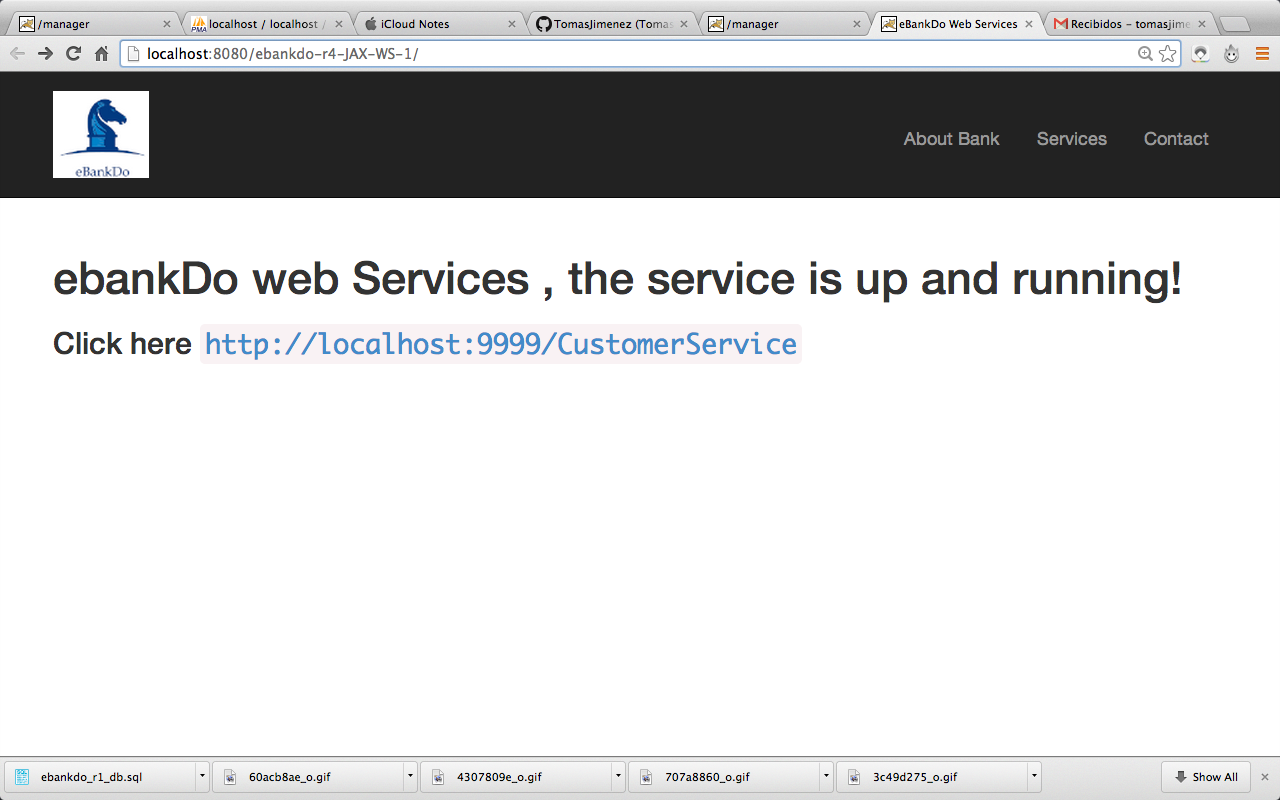 /manager
localhost / localhost /
iCloud Notes
TomasJimenez (Tomas
/manager
eBankDo Web Services
Recibidos – tomasjime
localhost:8080/ebankdo-r4-JAX-WS-1/
eBankDo
About Bank
Services
Contact
ebankDo web Services , the service is up and running!
Click here http://localhost:9999/CustomerService
ebankdo_r1_db.sql
60acb8ae_o.gif
4307809e_o.gif
707a8860_o.gif
3c49d275_o.gif
Show All